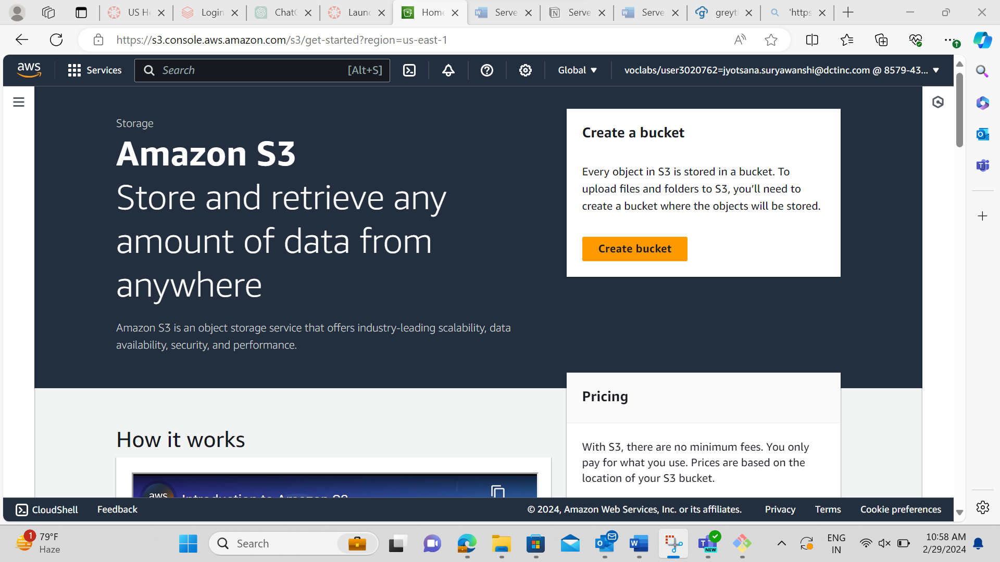 US He
Login
ChatG
Launc
Home
Serve
Serve
Serve
greyt
'https
https://s3.console.aws.amazon.com/s3/get-started?region=us-east-1
aws
Services
Search
[Alt+S]
Global
voclabs/user3020762=jyotsana.suryawanshi@dctinc.com @ 8579-43...
Storage
Amazon S3
Store and retrieve any
amount of data from
anywhere
Amazon S3 is an object storage service that offers industry-leading scalability, data
availability, security, and performance.
Create a bucket
Every object in S3 is stored in a bucket. To
upload files and folders to S3, you'll need to
create a bucket where the objects will be stored.
Create bucket
Pricing
With S3, there are no minimum fees. You only
pay for what you use. Prices are based on the
location of your S3 bucket.
How it works
aws
Introduction to Amazon S3
CloudShell
Feedback
© 2024, Amazon Web Services, Inc. or its affiliates.
Privacy
Terms
Cookie preferences
1
79°F
Haze
Search
NEW
ENG
IN
10:58 AM
2/29/2024